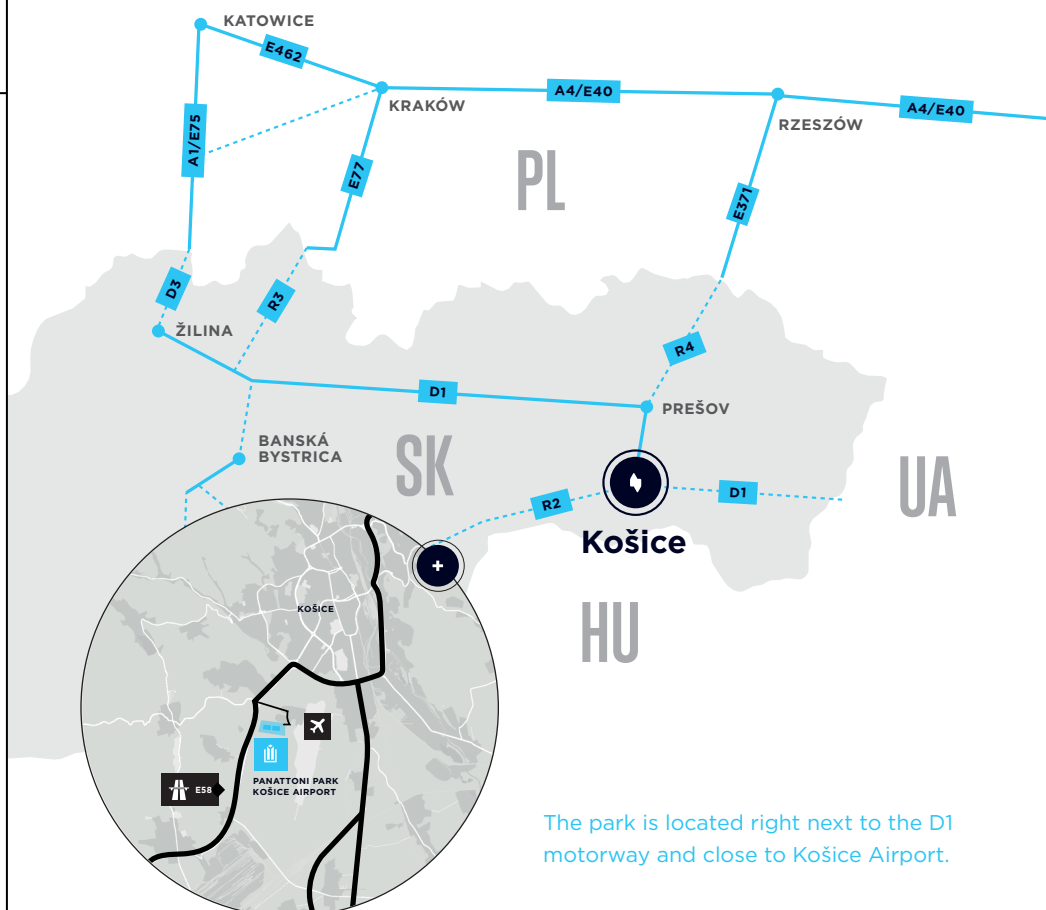 KATOWICE
E462
A1/E75
KRAKÓW
A4/E40
RZESZÓW
A4/E40
E77
PL
E371
D3
R3
ŽILINA
R4
D1
PREŠOV
BANSKÁ
BYSTRICA
SK
R2
D1
UA
Košice
+
HU
KOŠICE
PANATTONI PARK
KOŠICE AIRPORT
E58
The park is located right next to the D1
motorway and close to Košice Airport.